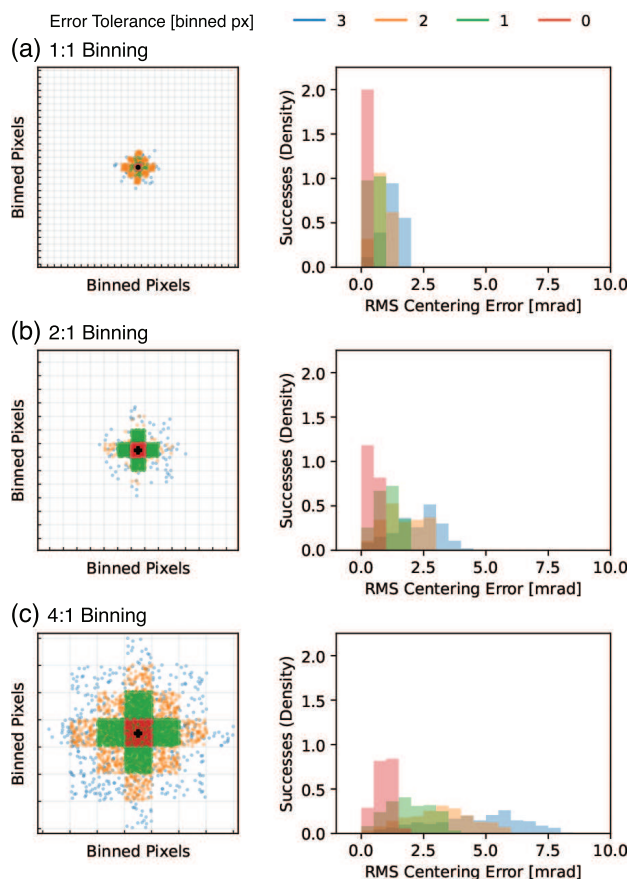 Error Tolerance [binned px] 3 2 1 0
(a) 1:1 Binning
Binned Pixels
Binned Pixels
Successes (Density)
2.0
1.5
1.0
0.5
0.0
0.0 2.5 5.0 7.5 10.0
RMS Centering Error [mrad]
(b) 2:1 Binning
Binned Pixels
Binned Pixels
Successes (Density)
2.0
1.5
1.0
0.5
0.0
0.0 2.5 5.0 7.5 10.0
RMS Centering Error [mrad]
(c) 4:1 Binning
Binned Pixels
Binned Pixels
Successes (Density)
2.0
1.5
1.0
0.5
0.0
0.0 2.5 5.0 7.5 10.0
RMS Centering Error [mrad]